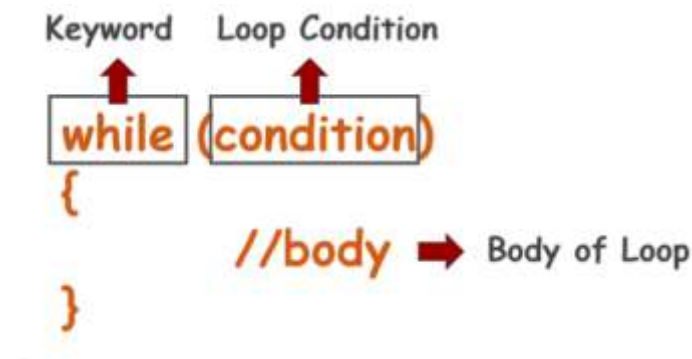 Keyword Loop Condition
while (condition)
{
//body Body of Loop
}